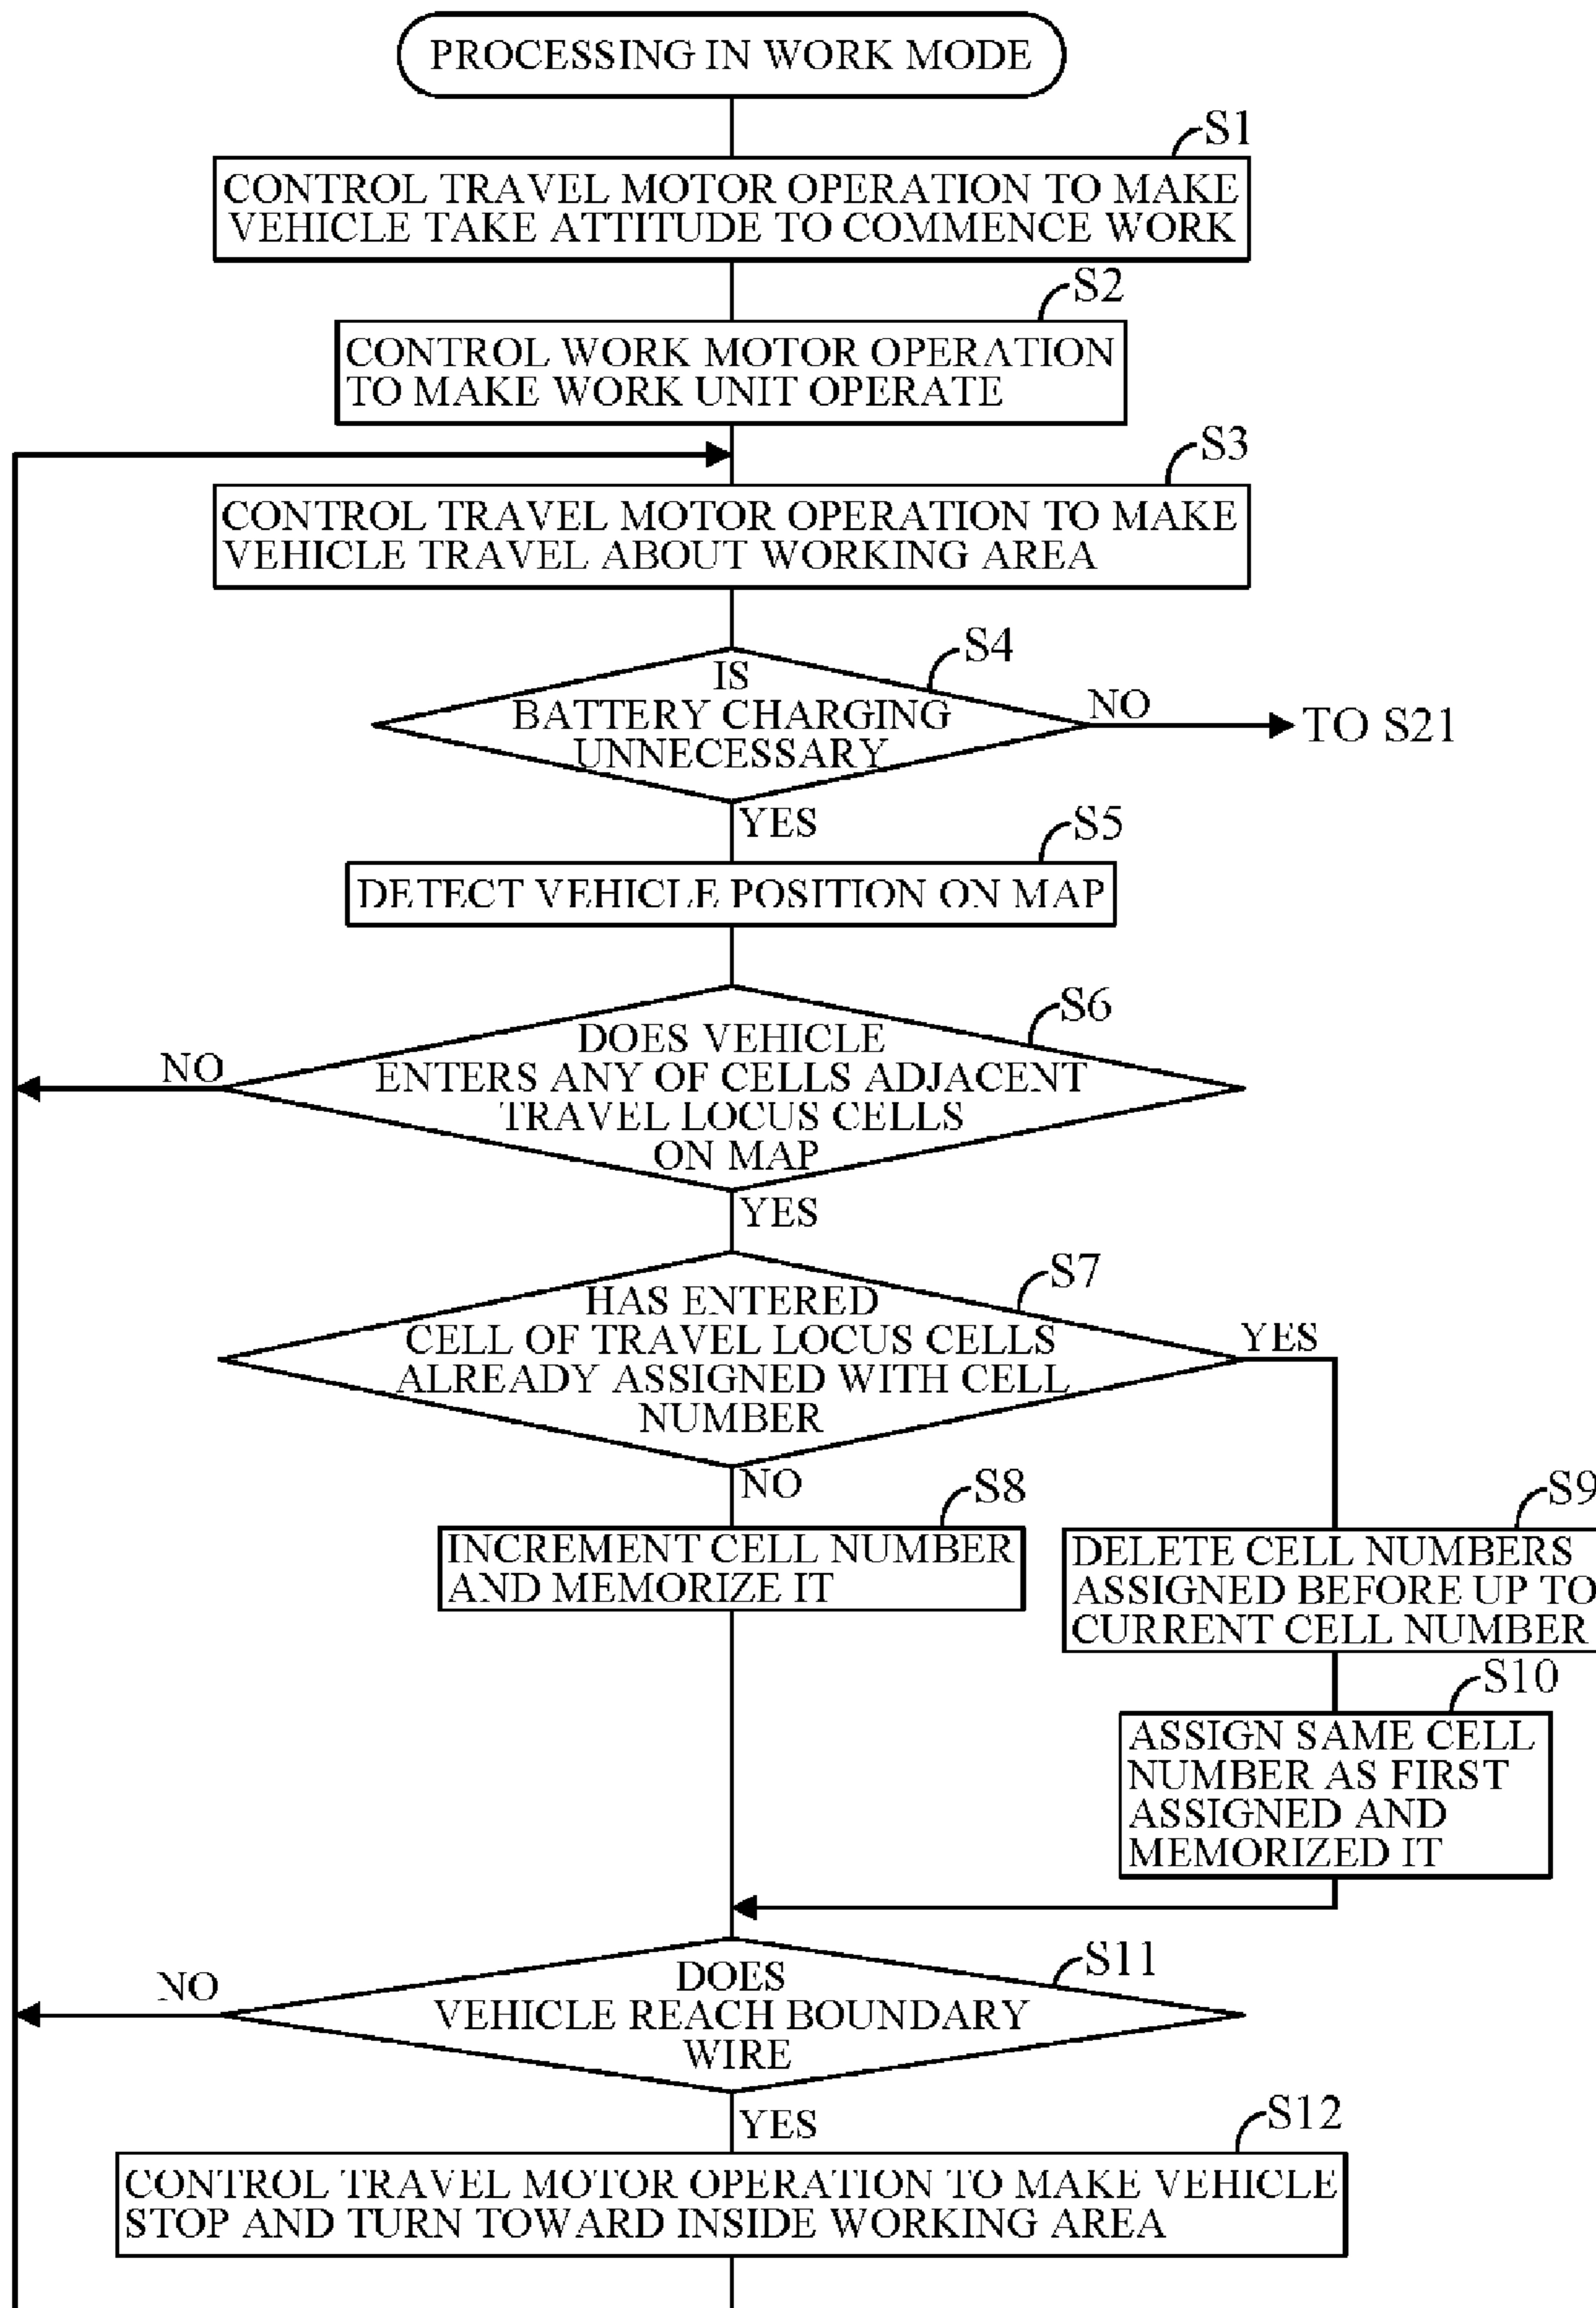 PROCESSING IN WORK MODE
S1
CONTROL TRAVEL MOTOR OPERATION TO MAKE
VEHICLE TAKE ATTITUDE TO COMMENCE WORK
S2
CONTROL WORK MOTOR OPERATION
TO MAKE WORK UNIT OPERATE
S3
CONTROL TRAVEL MOTOR OPERATION TO MAKE
VEHICLE TRAVEL ABOUT WORKING AREA
S4
IS
BATTERY CHARGING
UNNECESSARY
NO
TO S21
YES
S5
DETECT VEHICLE POSITION ON MAP
S6
DOES VEHICLE
ENTERS ANY OF CELLS ADJACENT
TRAVEL LOCUS CELLS
ON MAP
NO
YES
S7
HAS ENTERED
CELL OF TRAVEL LOCUS CELLS
ALREADY ASSIGNED WITH CELL
NUMBER
YES
NO
S8
INCREMENT CELL NUMBER
AND MEMORIZE IT
S9
DELETE CELL NUMBERS
ASSIGNED BEFORE UP TO
CURRENT CELL NUMBER
S10
ASSIGN SAME CELL
NUMBER AS FIRST
ASSIGNED AND
MEMORIZED IT
S11
DOES
VEHICLE REACH BOUNDARY
WIRE
NO
YES
S12
CONTROL TRAVEL MOTOR OPERATION TO MAKE VEHICLE
STOP AND TURN TOWARD INSIDE WORKING AREA